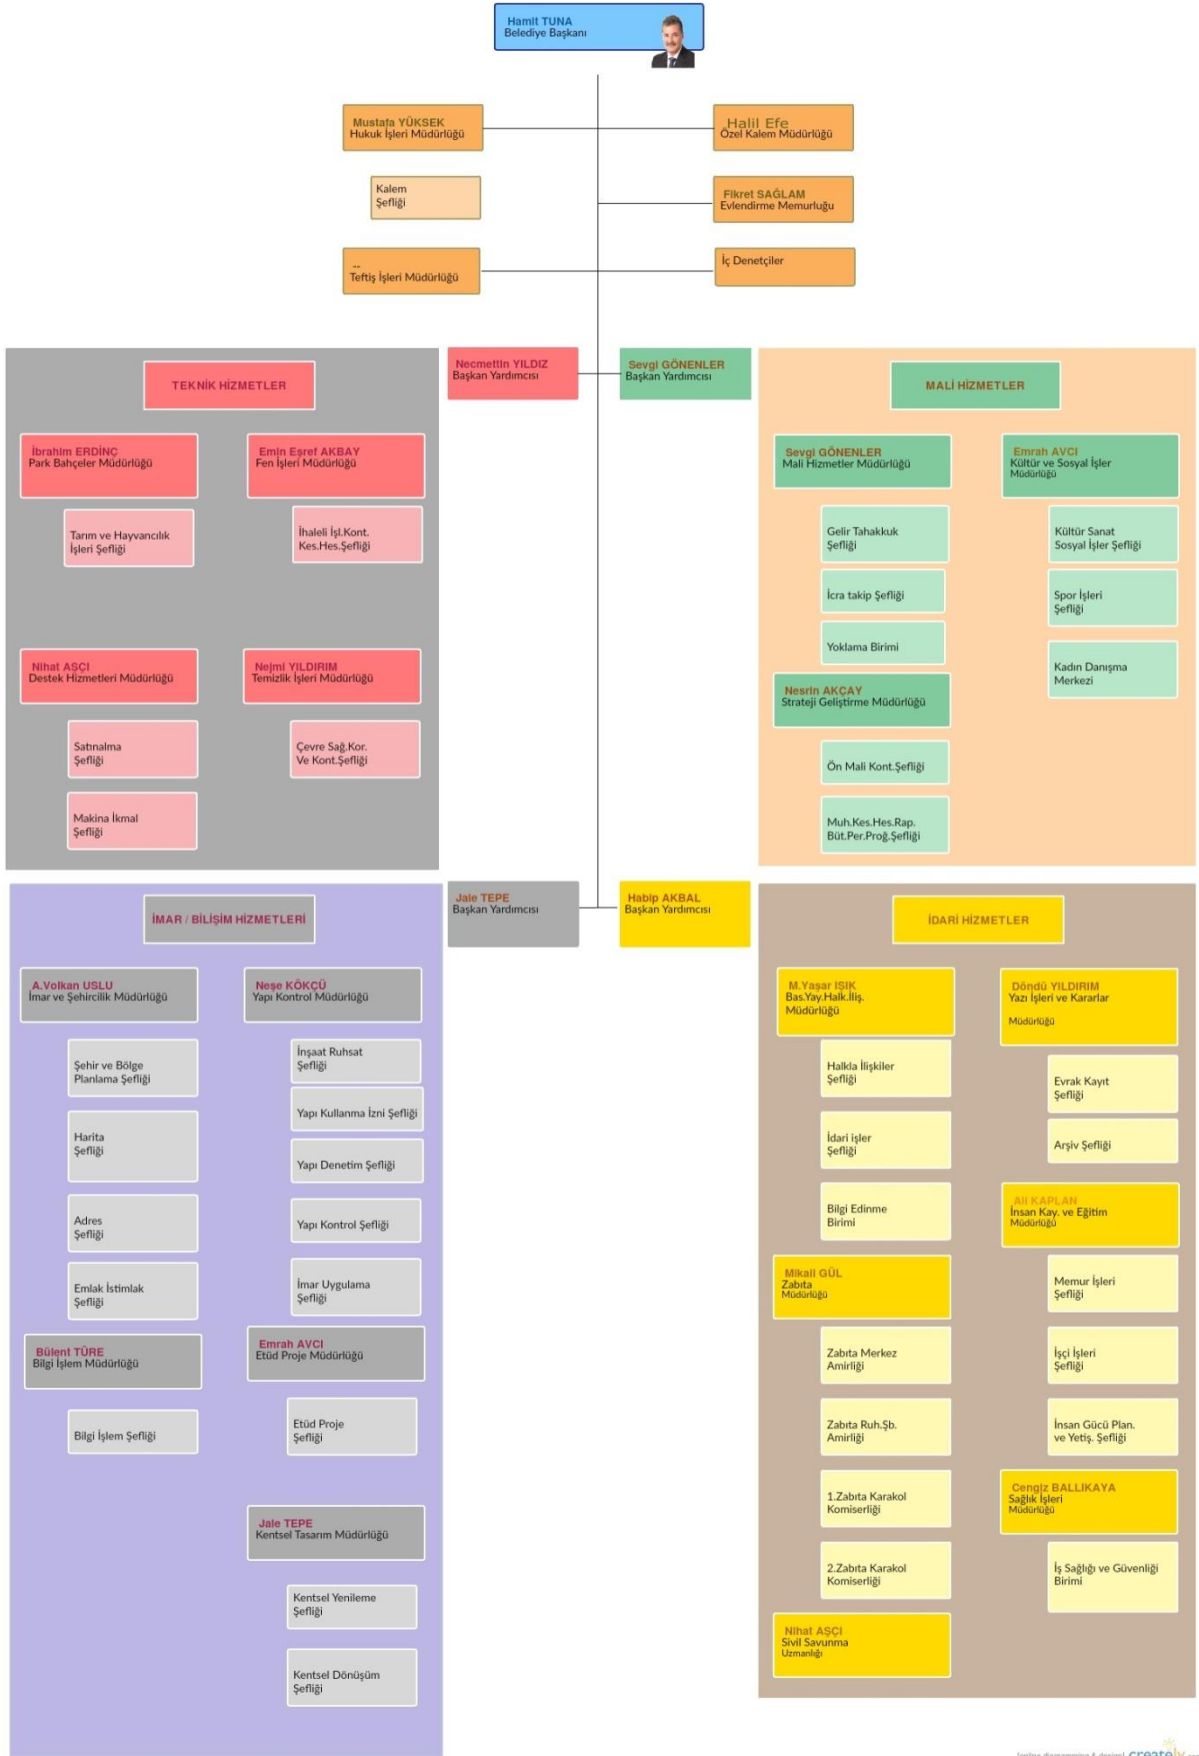 Hamit TUNA
Belediye Başkanı
Mustafa YÜKSEK
Hukuk İşleri Müdürlüğü
.Halil Efe
Özel Kalem Müdürlüğü
Kalem
Şefliği
Fikret SAĞLAM
Evlendirme Memurluğu
...
Teftiş İşleri Müdürlüğü
İç Denetçiler
Necmettin YILDIZ
Başkan Yardımcısı
Sevgi GÖNENLER
Başkan Yardımcısı
TEKNİK HİZMETLER
İbrahim ERDİNÇ
Park Bahçeler Müdürlüğü
Emin Eşref AKBAY
Fen İşleri Müdürlüğü
Tarım ve Hayvancılık
İşleri Şefliği
İhaleli İşl.Kont.
Kes.Hes.Şefliği
Nihat AŞÇI
Destek Hizmetleri Müdürlüğü
Nejmi YILDIRIM
Temizlik İşleri Müdürlüğü
Satınalma
Şefliği
Çevre Sağ.Kor.
Ve Kont.Şefliği
Makina İkmal
Şefliği
MALİ HİZMETLER
Sevgi GÖNENLER
Mali Hizmetler Müdürlüğü
Emrah AVCI
Kültür ve Sosyal İşler
Müdürlüğü
Gelir Tahakkuk
Şefliği
Kültür Sanat
Sosyal İşler Şefliği
İcra takip Şefliği
Spor İşleri
Şefliği
Yoklama Birimi
Kadın Danışma
Merkezi
Nesrin AKÇAY
Strateji Geliştirme Müdürlüğü
Ön Mali Kont.Şefliği
Muh.Kes.Hes.Rap.
Büt.Per.Proğ.Şefliği
Jale TEPE
Başkan Yardımcısı
Habip AKBAL
Başkan Yardımcısı
İMAR / BİLİŞİM HİZMETLERİ
A.Volkan USLU
İmar ve Şehircilik Müdürlüğü
Neşe KÖKÇÜ
Yapı Kontrol Müdürlüğü
Şehir ve Bölge
Planlama Şefliği
İnşaat Ruhsat
Şefliği
Yapı Kullanma İzni Şefliği
Harita
Şefliği
Yapı Denetim Şefliği
Adres
Şefliği
Yapı Kontrol Şefliği
Emlak İstimlak
Şefliği
İmar Uygulama
Şefliği
Bülent TÜRE
Bilgi İşlem Müdürlüğü
Emrah AVCI
Etüd Proje Müdürlüğü
Bilgi İşlem Şefliği
Etüd Proje
Şefliği
Jale TEPE
Kentsel Tasarım Müdürlüğü
Kentsel Yenileme
Şefliği
Kentsel Dönüşüm
Şefliği
İDARİ HİZMETLER
M.Yaşar IŞIK
Bas.Yay.Halk.İliş.
Müdürlüğü
Döndü YILDIRIM
Yazı İşleri ve Kararlar
Müdürlüğü
Halkla İlişkiler
Şefliği
Evrak Kayıt
Şefliği
İdari işler
Şefliği
Arşiv Şefliği
Bilgi Edinme
Birimi
Ali KAPLAN
İnsan Kay. ve Eğitim
Müdürlüğü
Mikail GÜL
Zabıta
Müdürlüğü
Memur İşleri
Şefliği
Zabıta Merkez
Amirliği
İşçi İşleri
Şefliği
Zabıta Ruh.Şb.
Amirliği
İnsan Gücü Plan.
ve Yetiş. Şefliği
1.Zabıta Karakol
Komiserliği
Cengiz BALLIKAYA
Sağlık İşleri
Müdürlüğü
2.Zabıta Karakol
Komiserliği
İş Sağlığı ve Güvenliği
Birimi
Nihat AŞÇI
Sivil Savunma
Uzmanlığı
creately